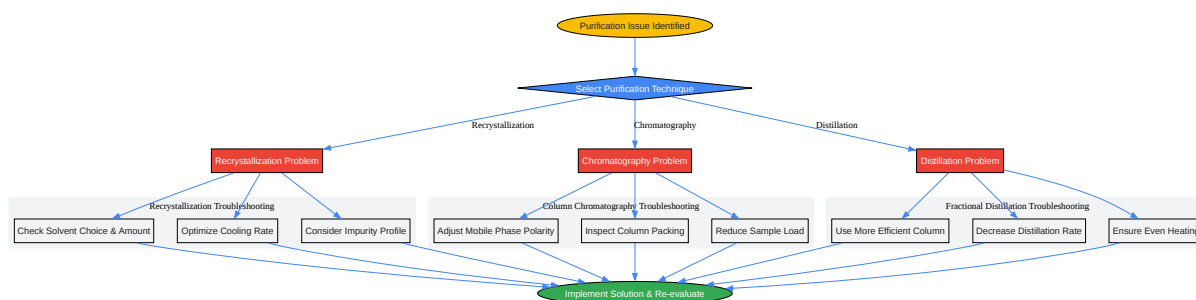 Purification Issue Identified
Select Purification Technique
Recrystallization
Chromatography
Distillation
Recrystallization Problem
Chromatography Problem
Distillation Problem
Recrystallization Troubleshooting
Column Chromatography Troubleshooting
Fractional Distillation Troubleshooting
Check Solvent Choice & Amount
Optimize Cooling Rate
Consider Impurity Profile
Adjust Mobile Phase Polarity
Inspect Column Packing
Reduce Sample Load
Use More Efficient Column
Decrease Distillation Rate
Ensure Even Heating
Implement Solution & Re-evaluate